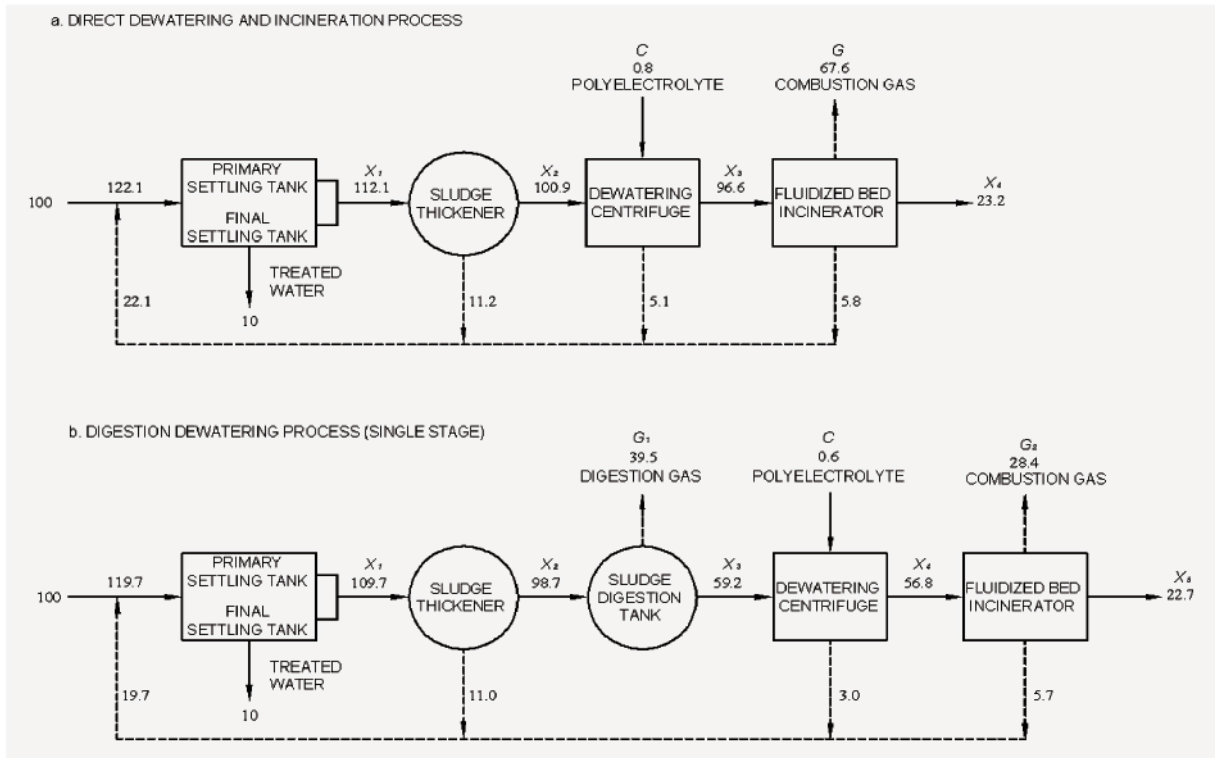 a. DIRECT DEWATERING AND INCINERATION PROCESS
C
0.8
POLYELECTROLYTE
G
67.6
COMBUSTION GAS
100
122.1
PRIMARY
SETTLING TANK
FINAL
SETTLING TANK
X₁
112.1
SLUDGE
THICKENER
X₂
100.9
DEWATERING
CENTRIFUGE
X₃
96.6
FLUIDIZED BED
INCINERATOR
X₄
23.2
TREATED
WATER
10
22.1
11.2
5.1
5.8
b. DIGESTION DEWATERING PROCESS (SINGLE STAGE)
G₁
39.5
DIGESTION GAS
C
0.6
POLYELECTROLYTE
G₂
28.4
COMBUSTION GAS
100
119.7
PRIMARY
SETTLING TANK
FINAL
SETTLING TANK
X₁
109.7
SLUDGE
THICKENER
X₂
98.7
SLUDGE
DIGESTION
TANK
X₃
59.2
DEWATERING
CENTRIFUGE
X₄
56.8
FLUIDIZED BED
INCINERATOR
X₅
22.7
TREATED
WATER
10
19.7
11.0
3.0
5.7